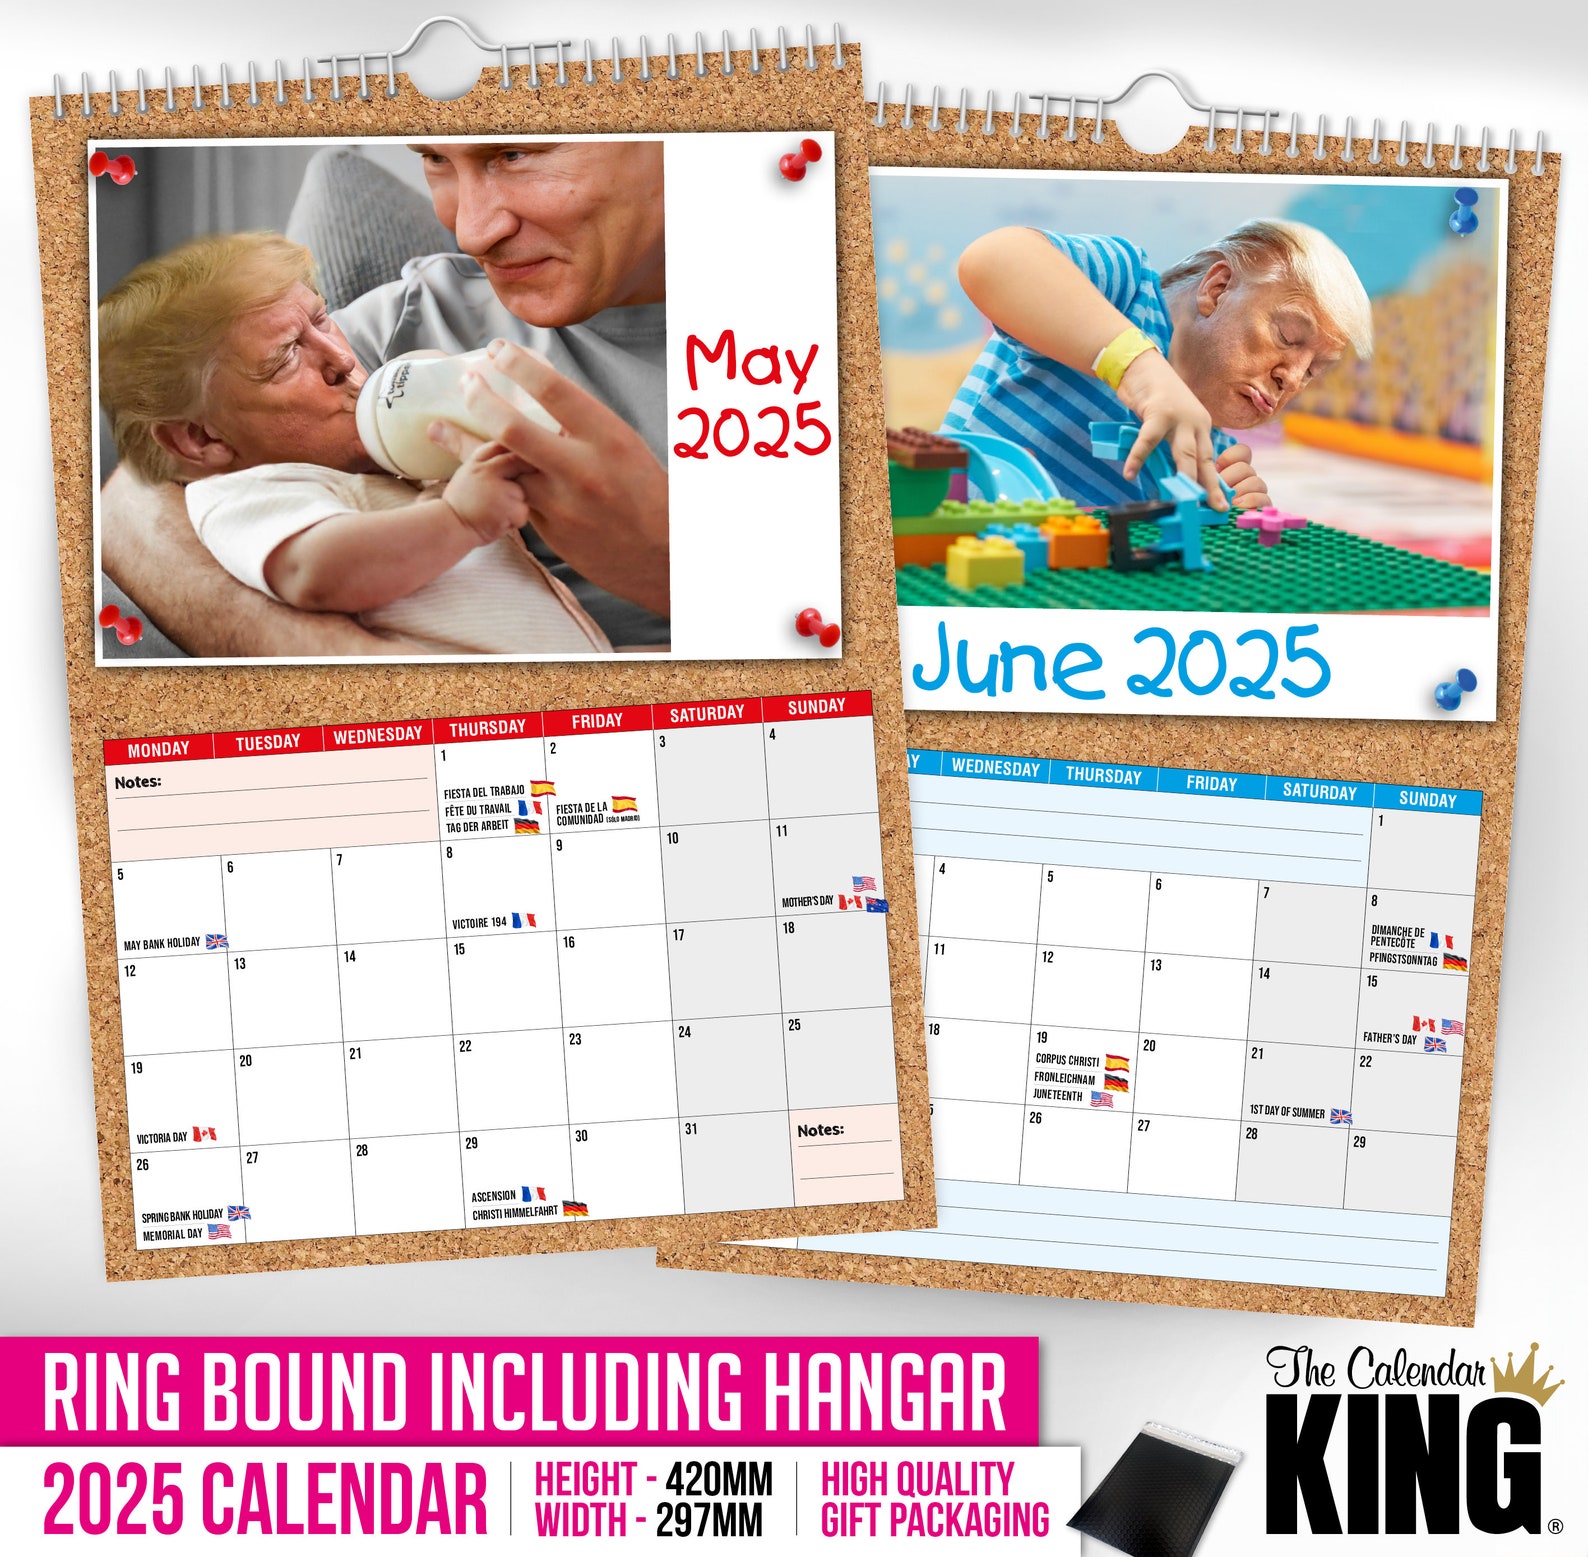 May
2025
MONDAY TUESDAY WEDNESDAY THURSDAY FRIDAY SATURDAY SUNDAY
Notes:
1 2 3 4
FIESTA DEL TRABAJO
FÊTE DU TRAVAIL
TAG DER ARBEIT
FIESTA DE LA
COMUNIDAD (SÓLO MADRID)
5 6 7 8 9 10 11
MAY BANK HOLIDAY
VICTOIRE 194
MOTHER'S DAY
12 13 14 15 16 17 18
19 20 21 22 23 24 25
VICTORIA DAY
26 27 28 29 30 31
Notes:
SPRING BANK HOLIDAY
MEMORIAL DAY
ASCENSION
CHRISTI HIMMELFAHRT
June 2025
AY WEDNESDAY THURSDAY FRIDAY SATURDAY SUNDAY
1
4 5 6 7 8
DIMANCHE DE
PENTECÔTE
PFINGSTSONNTAG
11 12 13 14 15
FATHER'S DAY
18 19 20 21 22
CORPUS CHRISTI
FRONLEICHNAM
JUNETEENTH
1ST DAY OF SUMMER
5 26 27 28 29
RING BOUND INCLUDING HANGAR
2025 CALENDAR
HEIGHT - 420MM
WIDTH - 297MM
HIGH QUALITY
GIFT PACKAGING
The Calendar
KING®